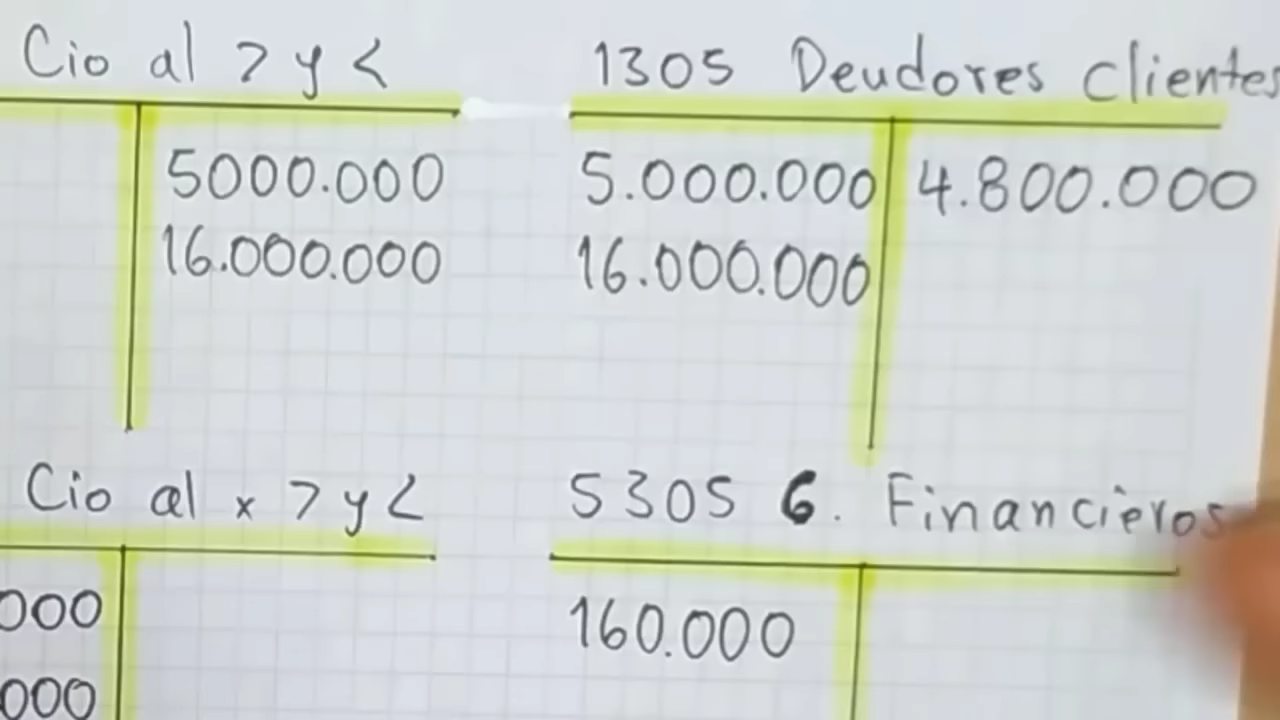 Cio al > y <
1305 Deudores clientes
5000.000
5.000.000
4.800.000
16.000.000
16.000.000
Cio al x > y <
5305 G. Financieros
000
160.000
000